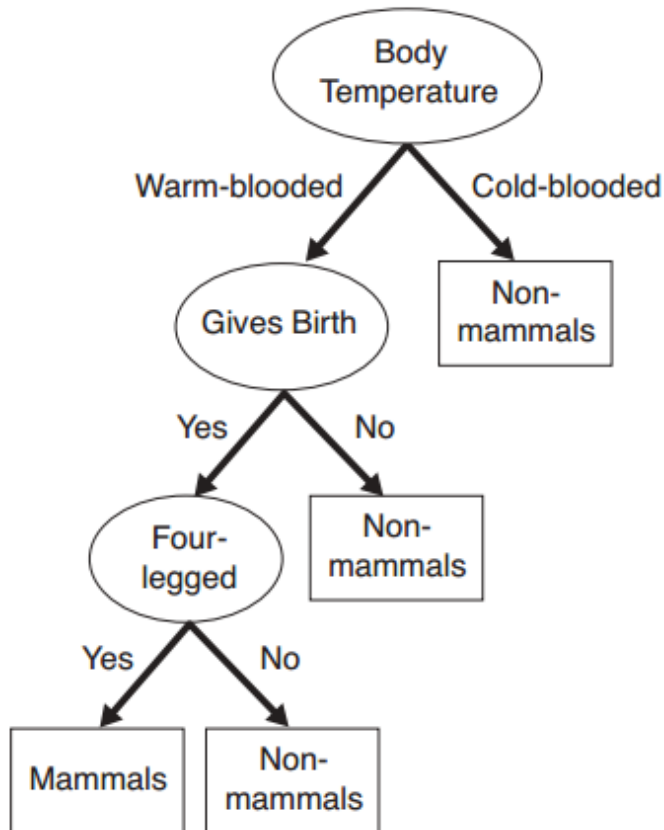 Body
Temperature
Warm-blooded
Cold-blooded
Gives Birth
Non-
mammals
Yes
No
Four-
legged
Non-
mammals
Yes
No
Mammals
Non-
mammals